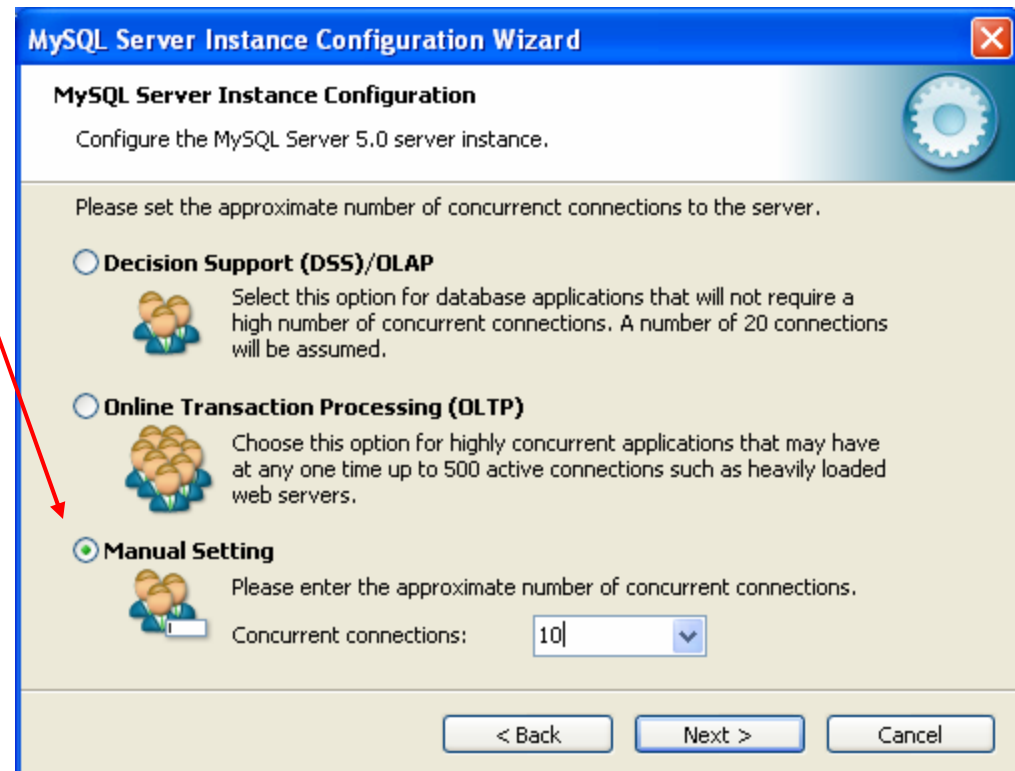 MySQL Server Instance Configuration Wizard
MySQL Server Instance Configuration
Configure the MySQL Server 5.0 server instance.
Please set the approximate number of concurrenct connections to the server.
Decision Support (DSS)/OLAP
Select this option for database applications that will not require a
high number of concurrent connections. A number of 20 connections
will be assumed.
Online Transaction Processing (OLTP)
Choose this option for highly concurrent applications that may have
at any one time up to 500 active connections such as heavily loaded
web servers.
Manual Setting
Please enter the approximate number of concurrent connections.
Concurrent connections: 10
< Back Next > Cancel